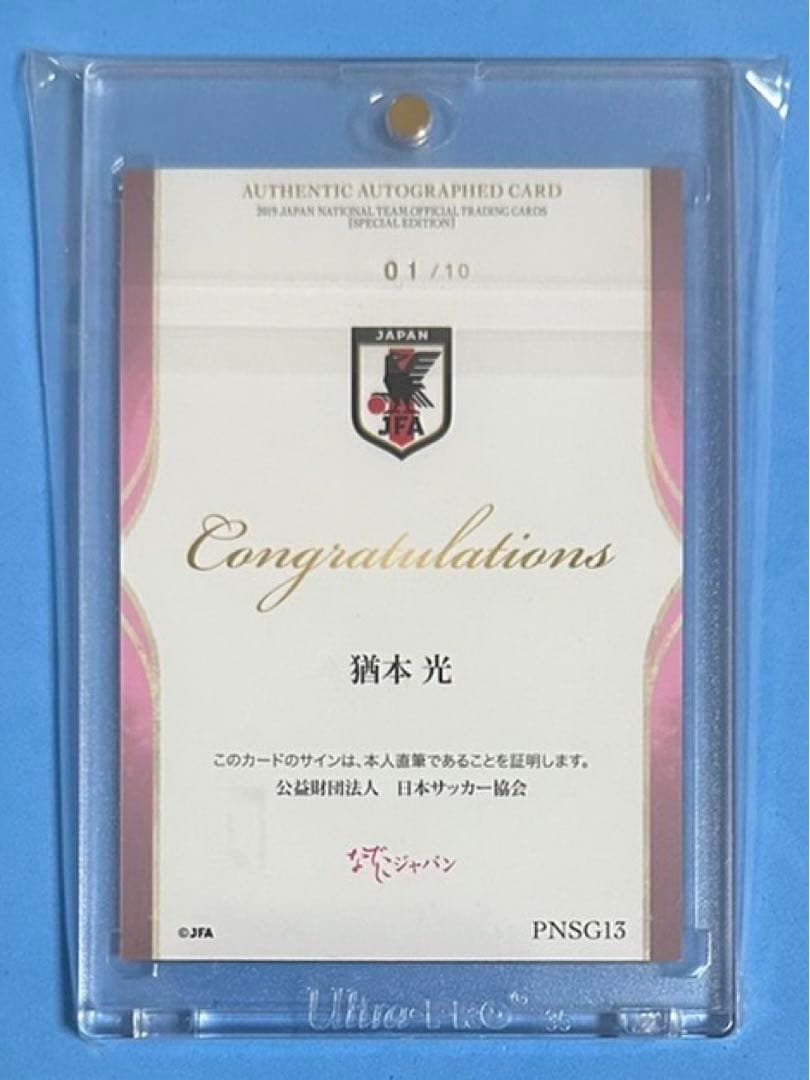 AUTHENTIC AUTOGRAPHED CARD
2019 JAPAN NATIONAL TEAM OFFICIAL TRADING CARDS
[SPECIAL EDITION]
01/10
JAPAN
JFA
Congratulations
猶本 光
このカードのサインは、本人直筆であることを証明します。
公益財団法人 日本サッカー協会
なでしこジャパン
©JFA
PNSG13
Ultra PRO
35